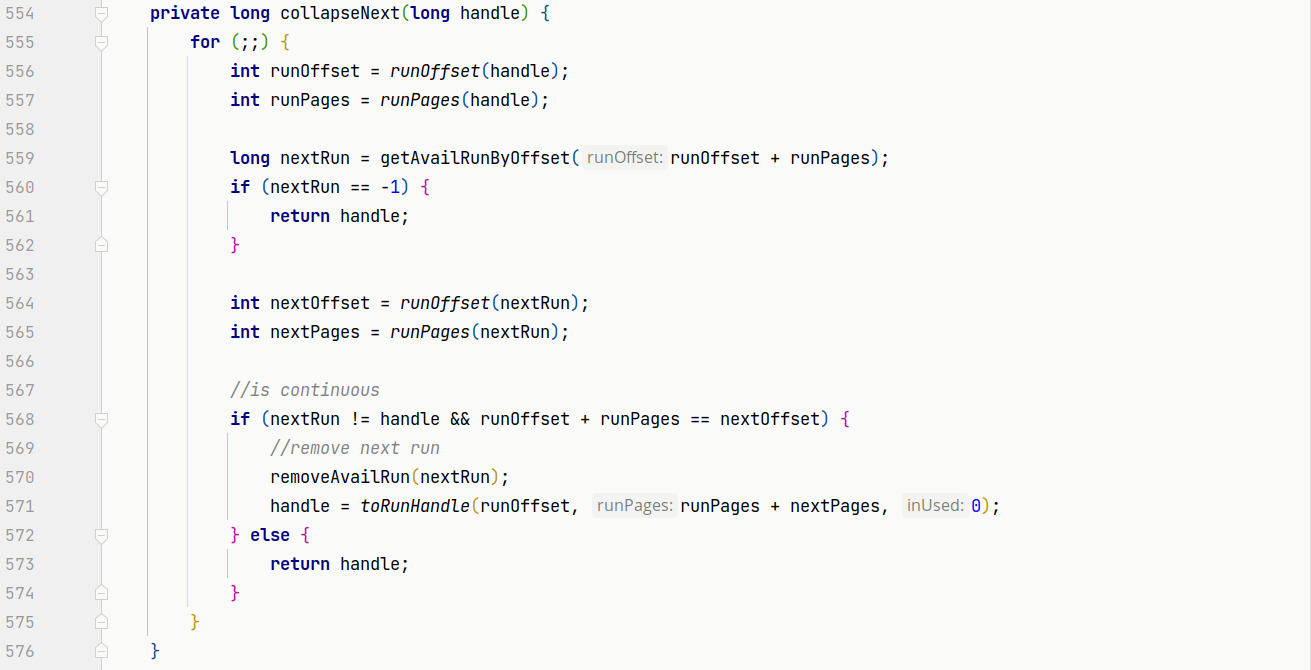 554 private long collapseNext(long handle) {
555 for (;;) {
556 int runOffset = runOffset(handle);
557 int runPages = runPages(handle);
558
559 long nextRun = getAvailRunByOffset( runOffset: runOffset + runPages);
560 if (nextRun == -1) {
561 return handle;
562 }
563
564 int nextOffset = runOffset(nextRun);
565 int nextPages = runPages(nextRun);
566
567 //is continuous
568 if (nextRun != handle && runOffset + runPages == nextOffset) {
569 //remove next run
570 removeAvailRun(nextRun);
571 handle = toRunHandle(runOffset, runPages: runPages + nextPages, inUsed: 0);
572 } else {
573 return handle;
574 }
575 }
576 }